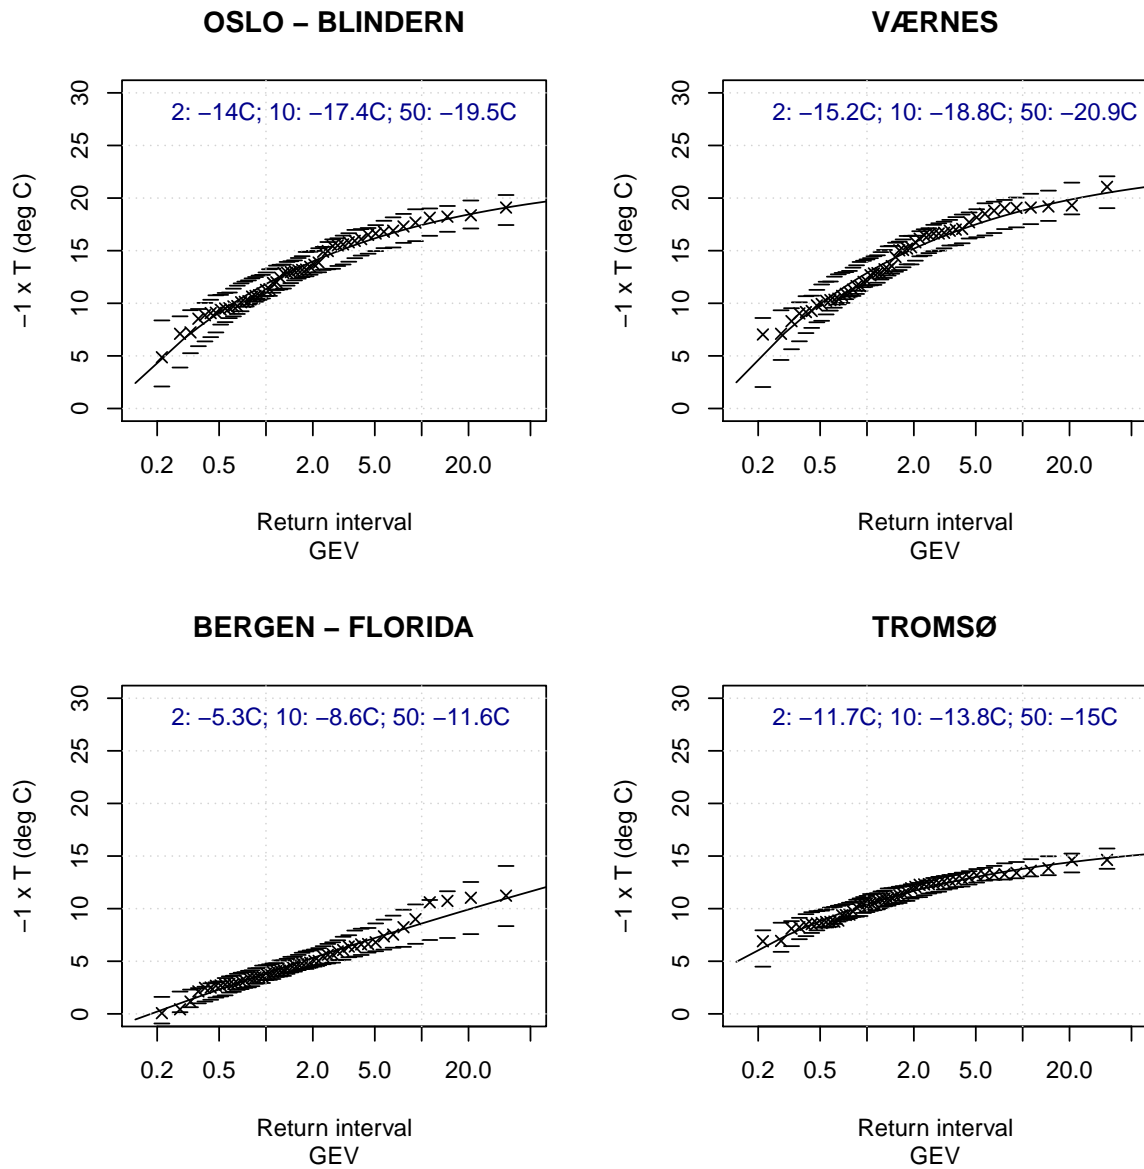 OSLO – BLINDERN
2: −14C; 10: −17.4C; 50: −19.5C
−1 x T (deg C)
0 5 10 15 20 25 30
0.2 0.5 2.0 5.0 20.0
Return interval
GEV
VÆRNES
2: −15.2C; 10: −18.8C; 50: −20.9C
−1 x T (deg C)
0 5 10 15 20 25 30
0.2 0.5 2.0 5.0 20.0
Return interval
GEV
BERGEN – FLORIDA
2: −5.3C; 10: −8.6C; 50: −11.6C
−1 x T (deg C)
0 5 10 15 20 25 30
0.2 0.5 2.0 5.0 20.0
Return interval
GEV
TROMSØ
2: −11.7C; 10: −13.8C; 50: −15C
−1 x T (deg C)
0 5 10 15 20 25 30
0.2 0.5 2.0 5.0 20.0
Return interval
GEV